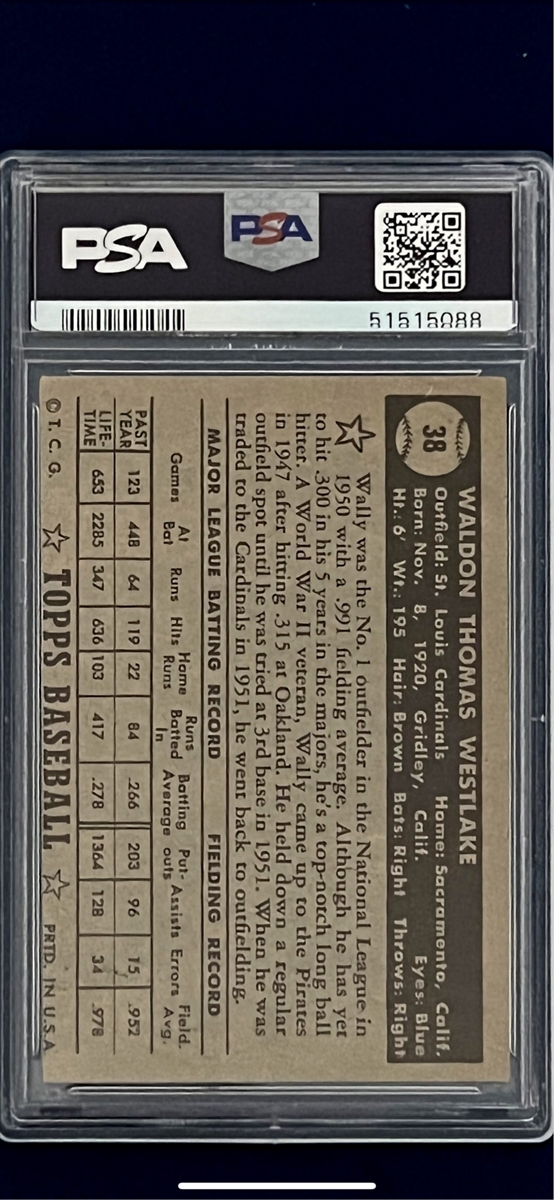 PSA
PSA
51515088
38
WALDON THOMAS WESTLAKE
Outfield: St. Louis Cardinals Home: Sacramento, Calif.
Born: Nov. 8, 1920, Gridley, Calif. Eyes: Blue
Ht.: 6' Wt.: 195 Hair: Brown Bats: Right Throws: Right
Wally was the No. 1 outfielder in the National League in
1950 with a .991 fielding average. Although he has yet
to hit .300 in his 5 years in the majors, he's a top-notch long ball
hitter. A World War II veteran, Wally came up to the Pirates
in 1947 after hitting .315 at Oakland. He held down a regular
outfield spot until he was tried at 3rd base in 1951. When he was
traded to the Cardinals in 1951, he went back to outfielding.
MAJOR LEAGUE BATTING RECORD FIELDING RECORD
Games At Bat Runs Hits Home Runs Runs Batted In Batting Average Put-outs Assists Errors Field. Avg.
PAST YEAR 123 448 64 119 22 84 .266 203 96 15 .952
LIFE-TIME 653 2285 347 636 103 417 .278 1364 128 34 .978
© T. C. G. ☆ TOPPS BASEBALL ☆ PRTD. IN U.S.A.